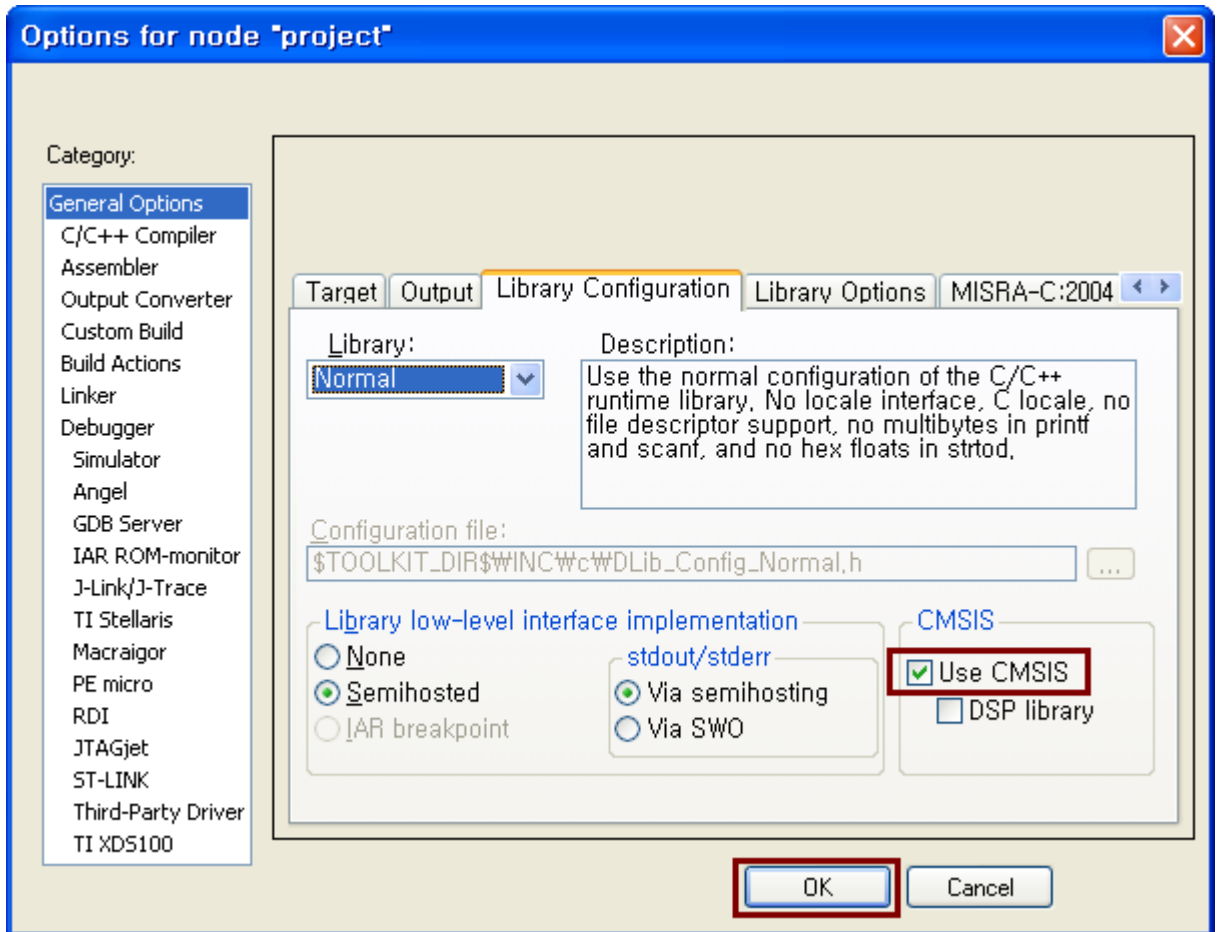 Options for node "project"
Category:
General Options
C/C++ Compiler
Assembler
Output Converter
Custom Build
Build Actions
Linker
Debugger
Simulator
Angel
GDB Server
IAR ROM-monitor
J-Link/J-Trace
TI Stellaris
Macraigor
PE micro
RDI
JTAGjet
ST-LINK
Third-Party Driver
TI XDS100
Target Output Library Configuration Library Options MISRA-C:2004
Library:
Normal
Description:
Use the normal configuration of the C/C++
runtime library, No locale interface, C locale, no
file descriptor support, no multibytes in printf
and scanf, and no hex floats in strtod,
Configuration file:
$TOOLKIT_DIR$₩INC₩c₩DLib_Config_Normal,h
...
Library low-level interface implementation
None
Semihosted
IAR breakpoint
stdout/stderr
Via semihosting
Via SWO
CMSIS
Use CMSIS
DSP library
OK Cancel